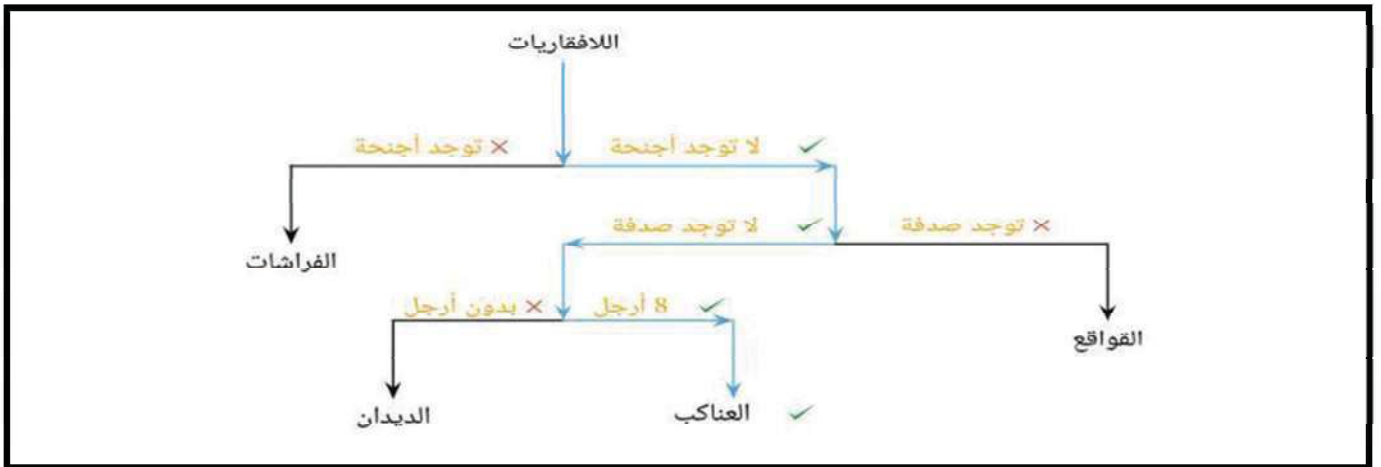 اللافقاريات
✓ لا توجد أجنحة
× توجد أجنحة
× توجد صدفة
✓ لا توجد صدفة
الفراشات
✓ 8 أرجل
× بدون أرجل
القواقع
✓ العناكب
الديدان